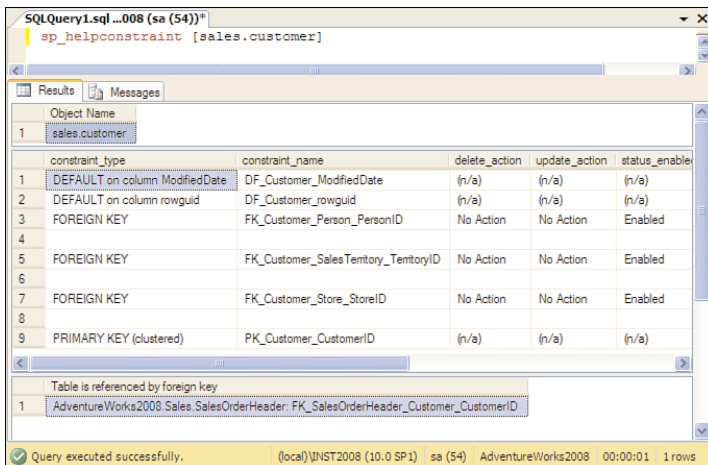 SQLQuery1.sql ...008 (sa (54))*
sp_helpconstraint [sales.customer]
Results Messages
Object Name
1 sales.customer
constraint_type constraint_name delete_action update_action status_enabled
1 DEFAULT on column ModifiedDate DF_Customer_ModifiedDate (n/a) (n/a) (n/a)
2 DEFAULT on column rowguid DF_Customer_rowguid (n/a) (n/a) (n/a)
3 FOREIGN KEY FK_Customer_Person_PersonID No Action No Action Enabled
4
5 FOREIGN KEY FK_Customer_SalesTerritory_TerritoryID No Action No Action Enabled
6
7 FOREIGN KEY FK_Customer_Store_StoreID No Action No Action Enabled
8
9 PRIMARY KEY (clustered) PK_Customer_CustomerID (n/a) (n/a) (n/a)
Table is referenced by foreign key
1 AdventureWorks2008.Sales.SalesOrderHeader: FK_SalesOrderHeader_Customer_CustomerID
Query executed successfully. (local)\INST2008 (10.0 SP1) sa (54) AdventureWorks2008 00:00:01 1 rows